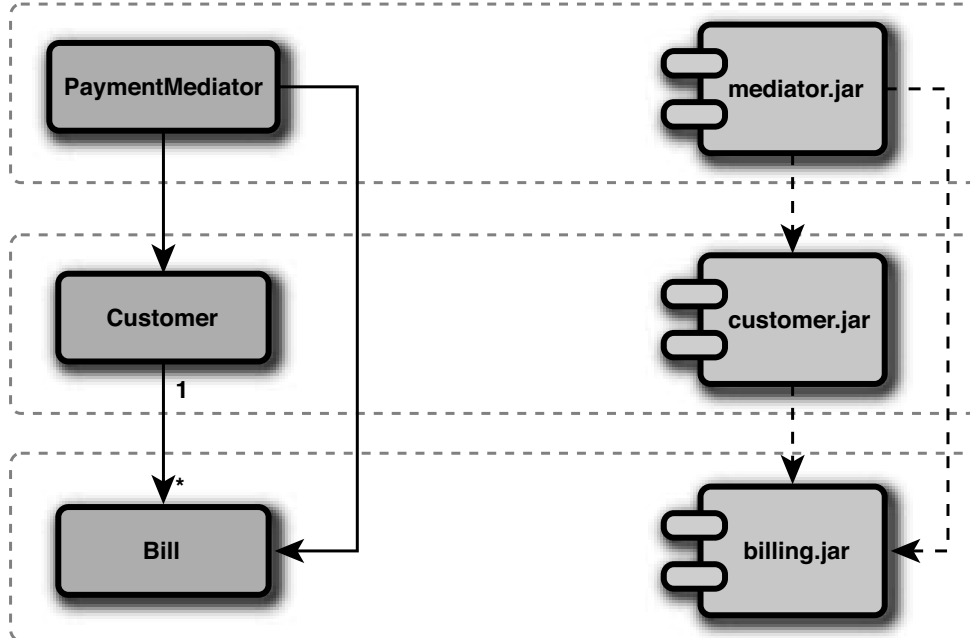 PaymentMediator
mediator.jar
Customer
customer.jar
1
*
Bill
billing.jar